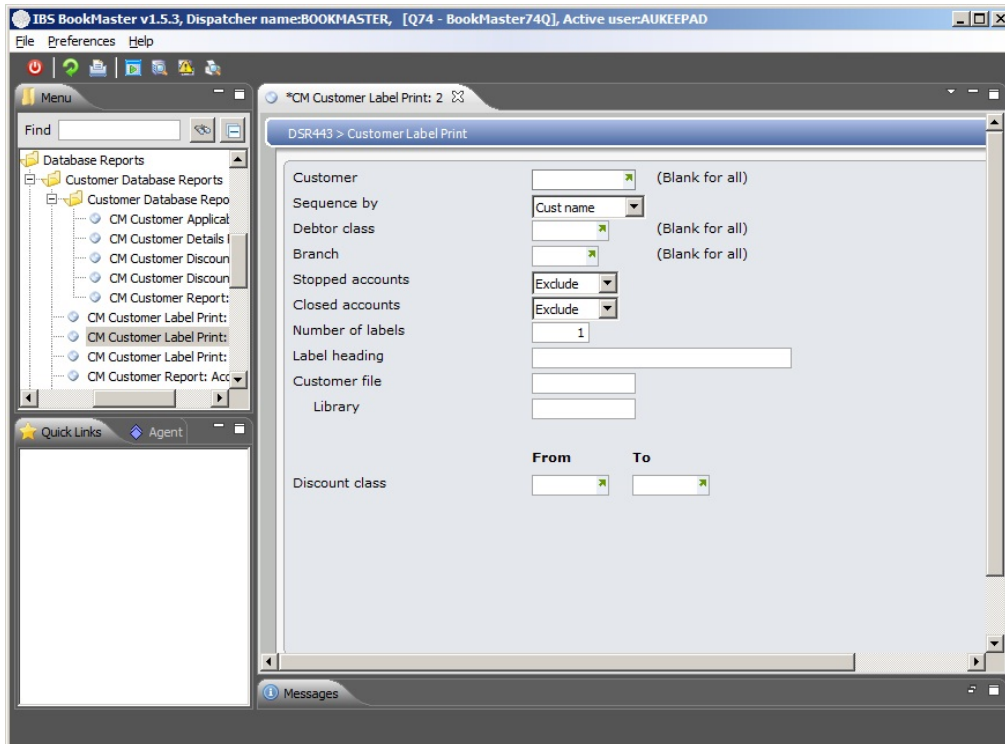 IBS BookMaster v1.5.3, Dispatcher name:BOOKMASTER, [Q74 - BookMaster74Q], Active user:AUKEEPAD
File Preferences Help
Menu
Find
Database Reports
Customer Database Reports
Customer Database Repo
CM Customer Applicat
CM Customer Details
CM Customer Discoun
CM Customer Discoun
CM Customer Report:
CM Customer Label Print:
CM Customer Label Print:
CM Customer Label Print:
CM Customer Report: Acc
Quick Links Agent
*CM Customer Label Print: 2
DSR443 > Customer Label Print
Customer (Blank for all)
Sequence by Cust name
Debtor class (Blank for all)
Branch (Blank for all)
Stopped accounts Exclude
Closed accounts Exclude
Number of labels 1
Label heading
Customer file
Library
From To
Discount class
Messages